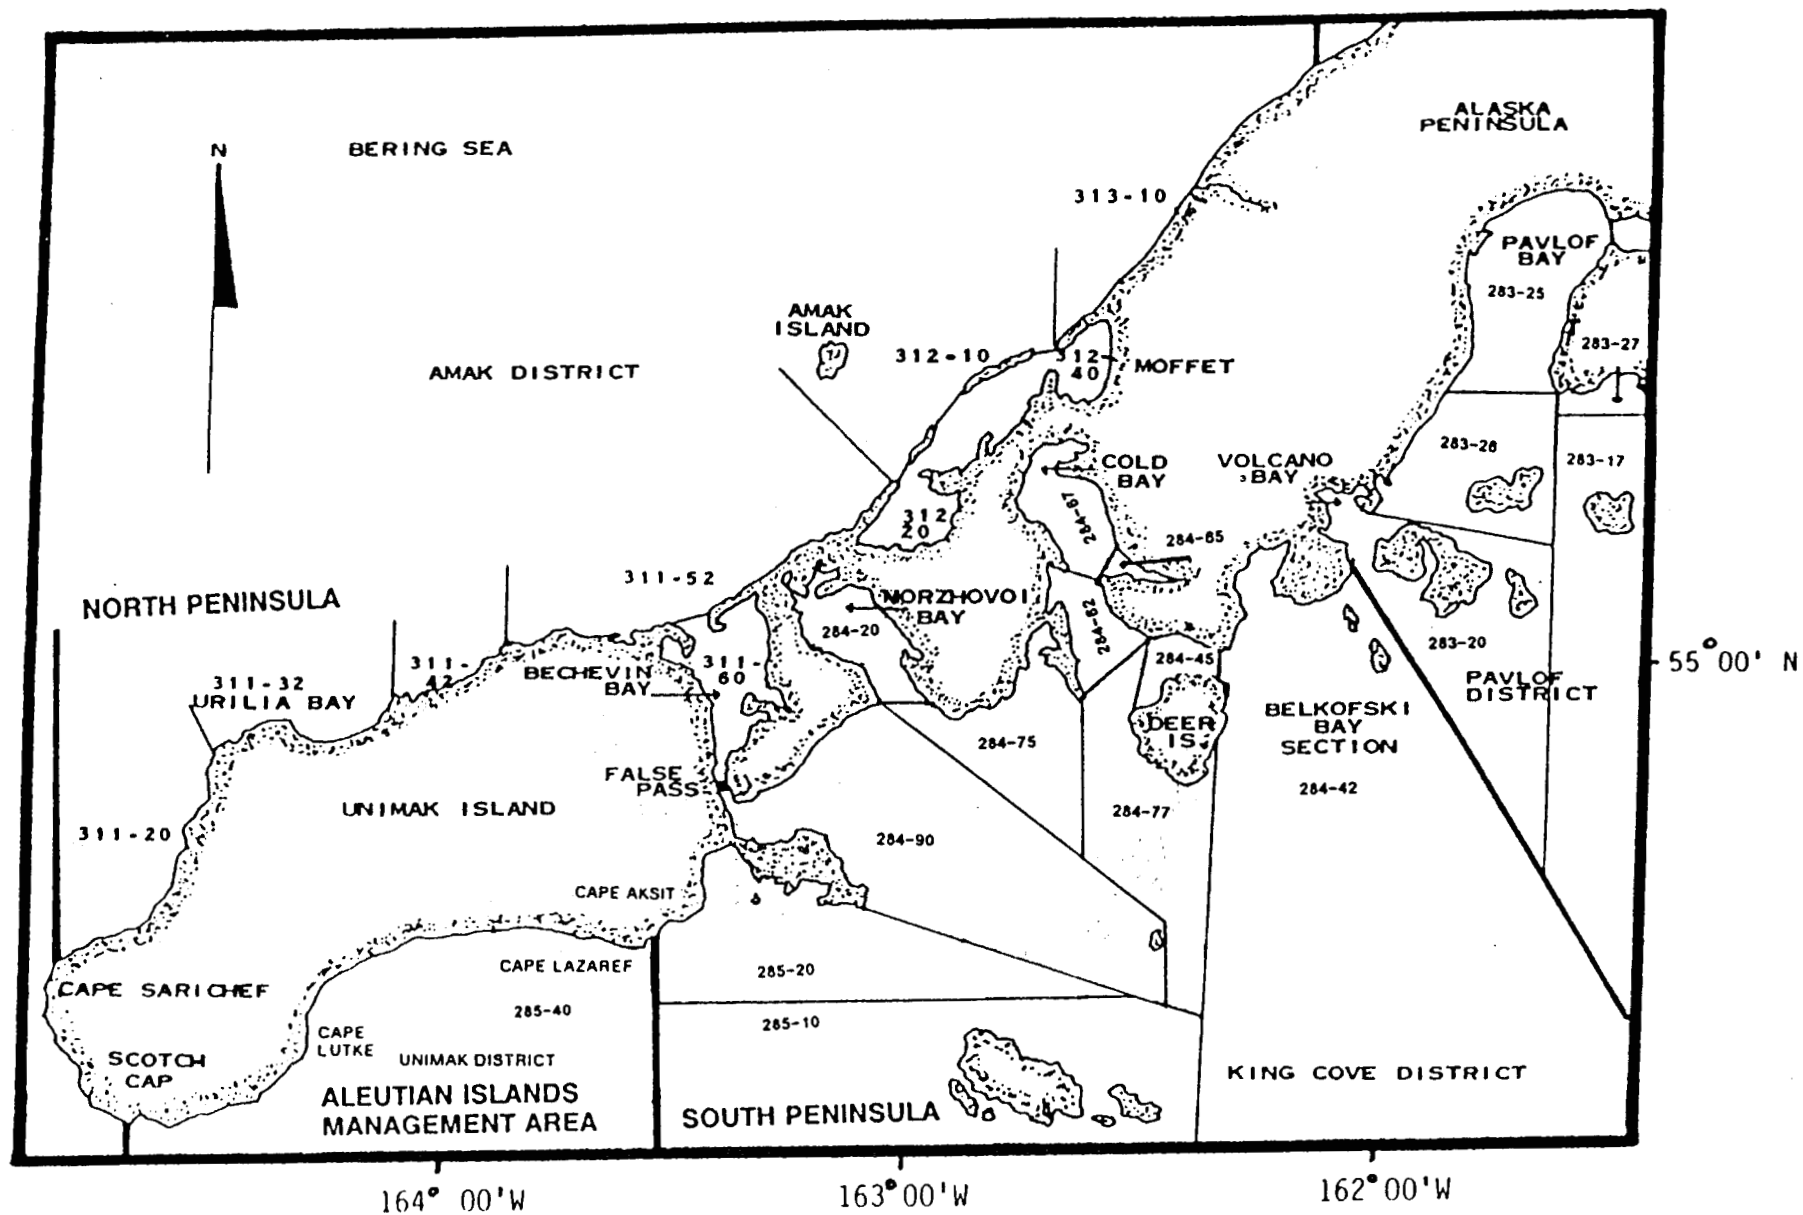 ALASKA
PENINSULA
N
BERING SEA
313-10
PAVLOF
BAY
283-25
AMAK
ISLAND
312-10
312-
40
MOFFET
283-27
AMAK DISTRICT
283-26
283-17
COLD
BAY
VOLCANO
BAY
284-67
312
20
284-65
311-52
NORTH PENINSULA
NORZHOVOI
BAY
284-20
284-62
283-20
55°00' N
311-
42
BECHEVIN
BAY
311-
60
284-45
311-32
URILIA BAY
PAVLOF
DISTRICT
DEER
IS
BELKOFSKI
BAY
SECTION
284-42
284-75
FALSE
PASS
UNIMAK ISLAND
284-77
311-20
284-90
CAPE AKSIT
CAPE LAZAREF
285-20
CAPE SARICHEF
285-40
285-10
CAPE
LUTKE
SCOTCH
CAP
UNIMAK DISTRICT
KING COVE DISTRICT
ALEUTIAN ISLANDS
MANAGEMENT AREA
SOUTH PENINSULA
164° 00'W
163°00'W
162°00'W